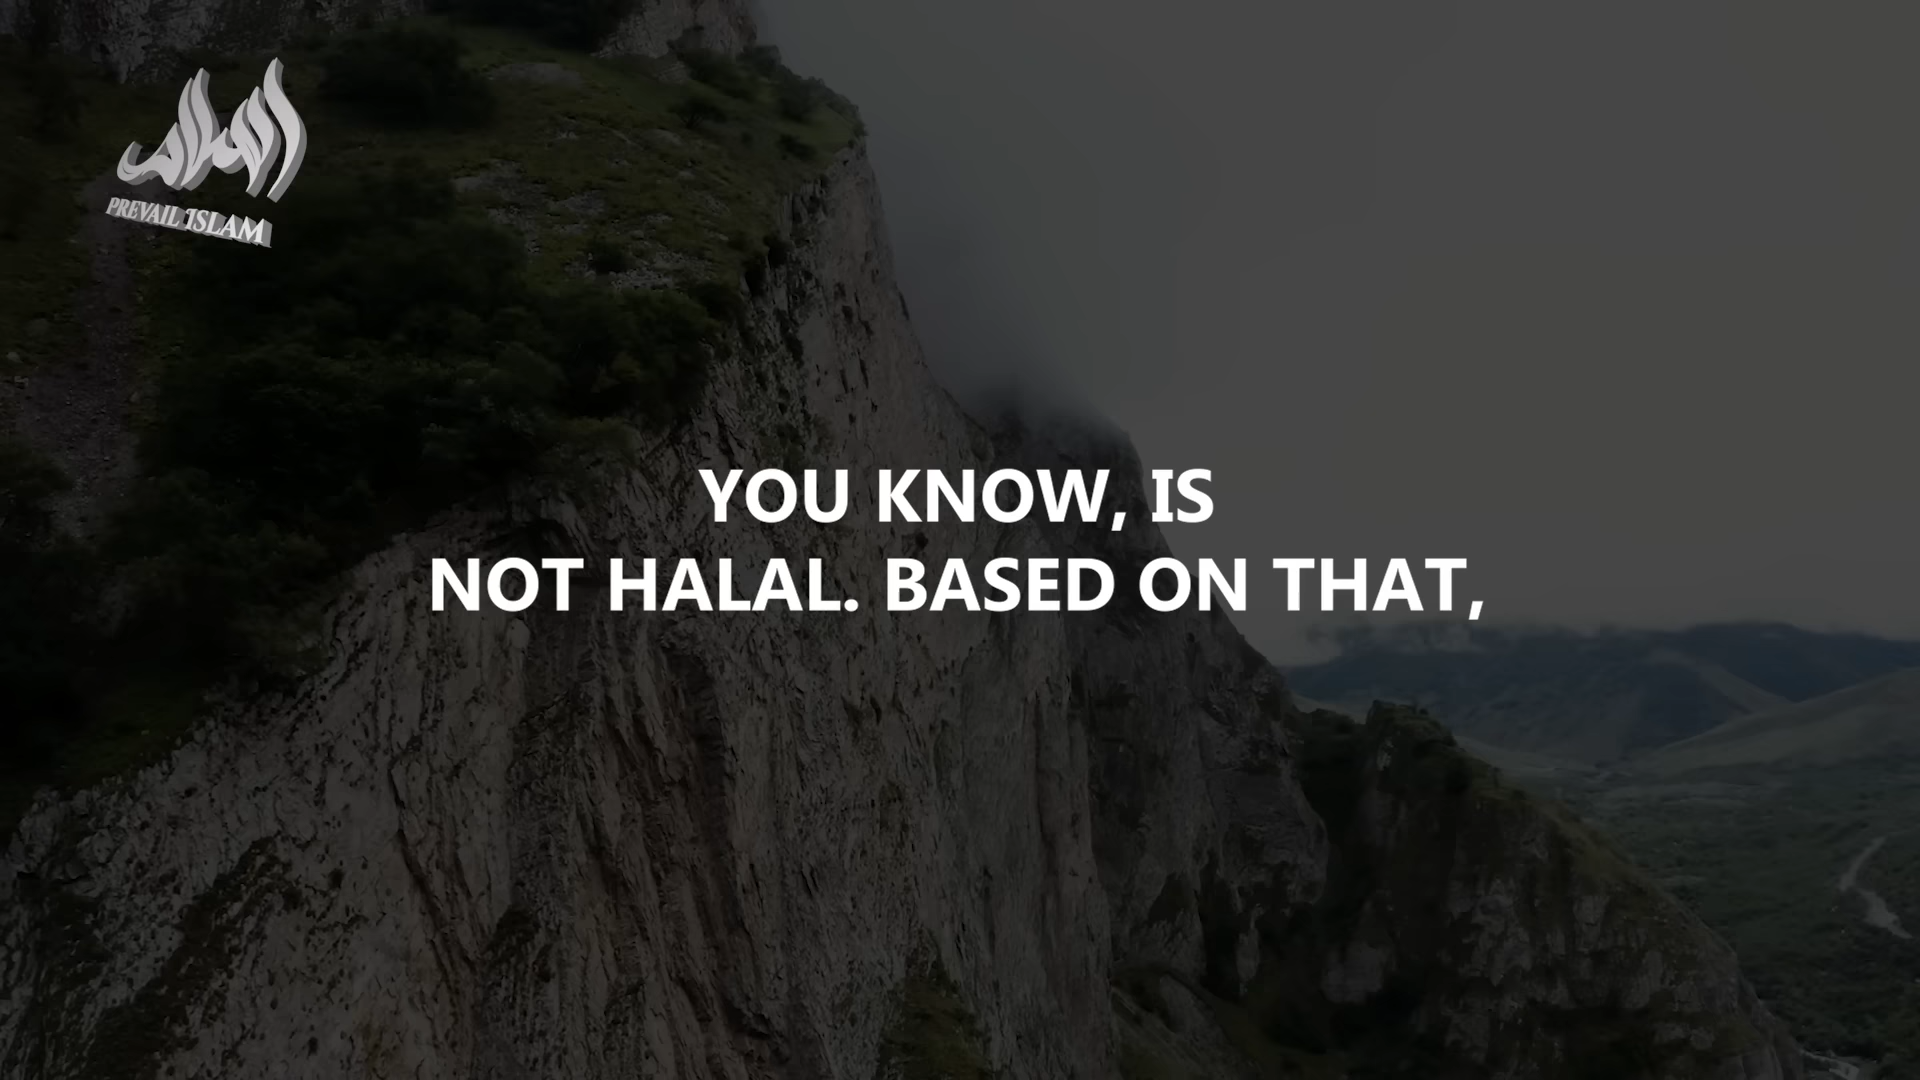 PREVAIL ISLAM
YOU KNOW, IS
NOT HALAL. BASED ON THAT,